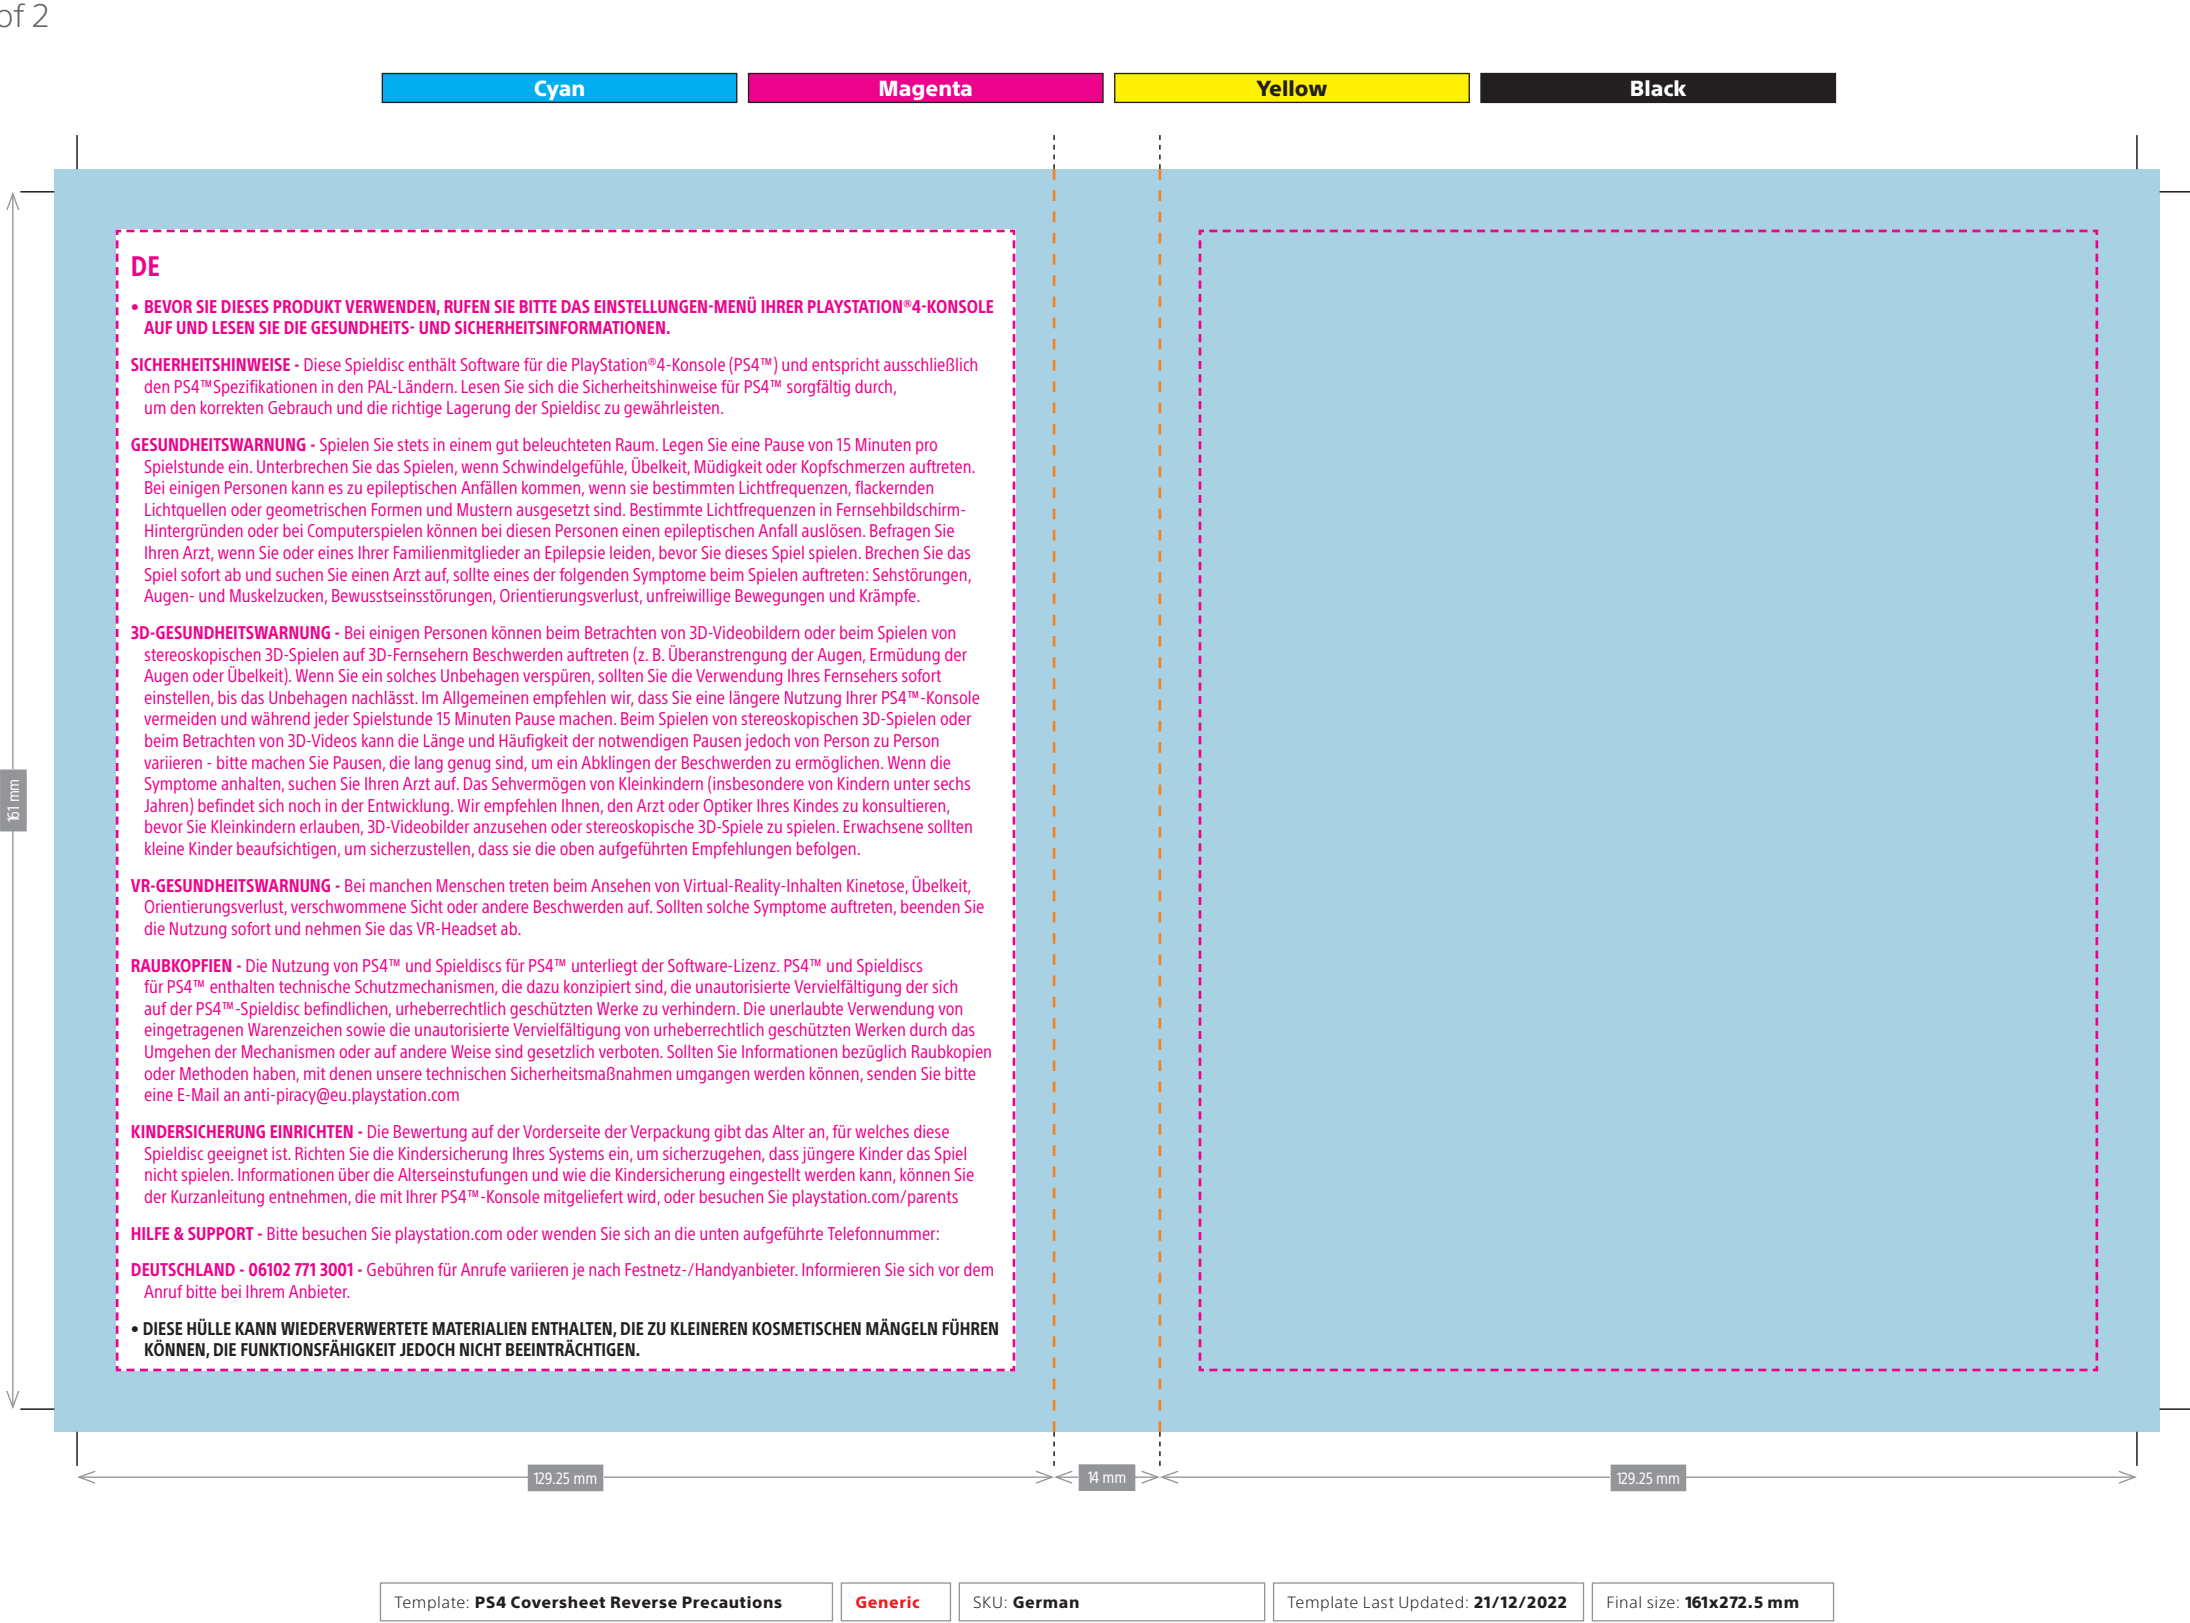 of 2
Cyan
Magenta
Yellow
Black
DE
• BEVOR SIE DIESES PRODUKT VERWENDEN, RUFEN SIE BITTE DAS EINSTELLUNGEN-MENÜ IHRER PLAYSTATION®4-KONSOLE
AUF UND LESEN SIE DIE GESUNDHEITS- UND SICHERHEITSINFORMATIONEN.
SICHERHEITSHINWEISE - Diese Spieldisc enthält Software für die PlayStation®4-Konsole (PS4™) und entspricht ausschließlich
den PS4™Spezifikationen in den PAL-Ländern. Lesen Sie sich die Sicherheitshinweise für PS4™ sorgfältig durch,
um den korrekten Gebrauch und die richtige Lagerung der Spieldisc zu gewährleisten.
GESUNDHEITSWARNUNG - Spielen Sie stets in einem gut beleuchteten Raum. Legen Sie eine Pause von 15 Minuten pro
Spielstunde ein. Unterbrechen Sie das Spielen, wenn Schwindelgefühle, Übelkeit, Müdigkeit oder Kopfschmerzen auftreten.
Bei einigen Personen kann es zu epileptischen Anfällen kommen, wenn sie bestimmten Lichtfrequenzen, flackernden
Lichtquellen oder geometrischen Formen und Mustern ausgesetzt sind. Bestimmte Lichtfrequenzen in Fernsehbildschirm-
Hintergründen oder bei Computerspielen können bei diesen Personen einen epileptischen Anfall auslösen. Befragen Sie
Ihren Arzt, wenn Sie oder eines Ihrer Familienmitglieder an Epilepsie leiden, bevor Sie dieses Spiel spielen. Brechen Sie das
Spiel sofort ab und suchen Sie einen Arzt auf, sollte eines der folgenden Symptome beim Spielen auftreten: Sehstörungen,
Augen- und Muskelzucken, Bewusstseinsstörungen, Orientierungsverlust, unfreiwillige Bewegungen und Krämpfe.
3D-GESUNDHEITSWARNUNG - Bei einigen Personen können beim Betrachten von 3D-Videobildern oder beim Spielen von
stereoskopischen 3D-Spielen auf 3D-Fernsehern Beschwerden auftreten (z. B. Überanstrengung der Augen, Ermüdung der
Augen oder Übelkeit). Wenn Sie ein solches Unbehagen verspüren, sollten Sie die Verwendung Ihres Fernsehers sofort
einstellen, bis das Unbehagen nachlässt. Im Allgemeinen empfehlen wir, dass Sie eine längere Nutzung Ihrer PS4™-Konsole
vermeiden und während jeder Spielstunde 15 Minuten Pause machen. Beim Spielen von stereoskopischen 3D-Spielen oder
beim Betrachten von 3D-Videos kann die Länge und Häufigkeit der notwendigen Pausen jedoch von Person zu Person
variieren - bitte machen Sie Pausen, die lang genug sind, um ein Abklingen der Beschwerden zu ermöglichen. Wenn die
Symptome anhalten, suchen Sie Ihren Arzt auf. Das Sehvermögen von Kleinkindern (insbesondere von Kindern unter sechs
Jahren) befindet sich noch in der Entwicklung. Wir empfehlen Ihnen, den Arzt oder Optiker Ihres Kindes zu konsultieren,
bevor Sie Kleinkindern erlauben, 3D-Videobilder anzusehen oder stereoskopische 3D-Spiele zu spielen. Erwachsene sollten
kleine Kinder beaufsichtigen, um sicherzustellen, dass sie die oben aufgeführten Empfehlungen befolgen.
VR-GESUNDHEITSWARNUNG - Bei manchen Menschen treten beim Ansehen von Virtual-Reality-Inhalten Kinetose, Übelkeit,
Orientierungsverlust, verschwommene Sicht oder andere Beschwerden auf. Sollten solche Symptome auftreten, beenden Sie
die Nutzung sofort und nehmen Sie das VR-Headset ab.
RAUBKOPFIEN - Die Nutzung von PS4™ und Spieldiscs für PS4™ unterliegt der Software-Lizenz. PS4™ und Spieldiscs
für PS4™ enthalten technische Schutzmechanismen, die dazu konzipiert sind, die unautorisierte Vervielfältigung der sich
auf der PS4™-Spieldisc befindlichen, urheberrechtlich geschützten Werke zu verhindern. Die unerlaubte Verwendung von
eingetragenen Warenzeichen sowie die unautorisierte Vervielfältigung von urheberrechtlich geschützten Werken durch das
Umgehen der Mechanismen oder auf andere Weise sind gesetzlich verboten. Sollten Sie Informationen bezüglich Raubkopien
oder Methoden haben, mit denen unsere technischen Sicherheitsmaßnahmen umgangen werden können, senden Sie bitte
eine E-Mail an anti-piracy@eu.playstation.com
KINDERSICHERUNG EINRICHTEN - Die Bewertung auf der Vorderseite der Verpackung gibt das Alter an, für welches diese
Spieldisc geeignet ist. Richten Sie die Kindersicherung Ihres Systems ein, um sicherzugehen, dass jüngere Kinder das Spiel
nicht spielen. Informationen über die Alterseinstufungen und wie die Kindersicherung eingestellt werden kann, können Sie
der Kurzanleitung entnehmen, die mit Ihrer PS4™-Konsole mitgeliefert wird, oder besuchen Sie playstation.com/parents
HILFE & SUPPORT - Bitte besuchen Sie playstation.com oder wenden Sie sich an die unten aufgeführte Telefonnummer:
DEUTSCHLAND - 06102 771 3001 - Gebühren für Anrufe variieren je nach Festnetz-/Handyanbieter. Informieren Sie sich vor dem
Anruf bitte bei Ihrem Anbieter.
• DIESE HÜLLE KANN WIEDERVERWERTETE MATERIALIEN ENTHALTEN, DIE ZU KLEINEREN KOSMETISCHEN MÄNGELN FÜHREN
KÖNNEN, DIE FUNKTIONSFÄHIGKEIT JEDOCH NICHT BEEINTRÄCHTIGEN.
161 mm
129.25 mm
14 mm
129.25 mm
Template: PS4 Coversheet Reverse Precautions
Generic
SKU: German
Template Last Updated: 21/12/2022
Final size: 161x272.5 mm